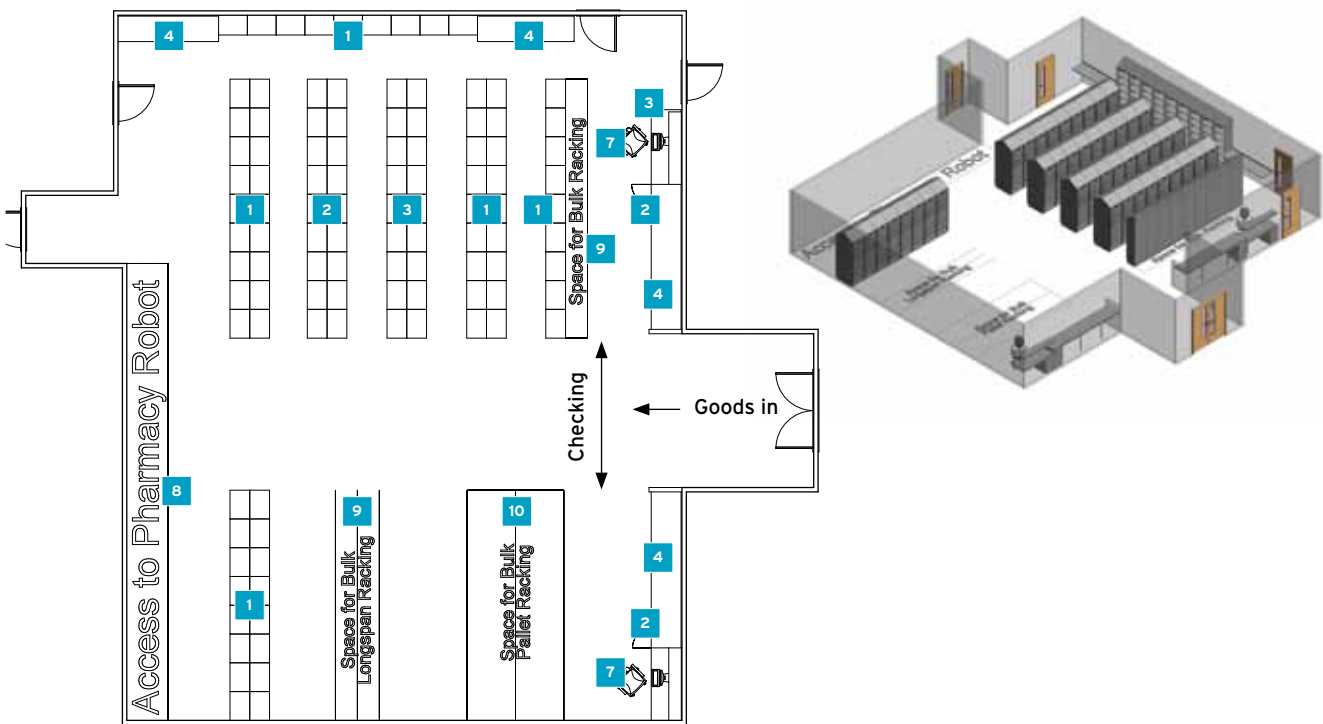 4
1
4
3
7
1
2
3
1
1
2
Space for Bulk Racking
9
4
Access to Pharmacy Robot
Checking
Goods in
8
9
10
Space for Bulk
Longspan Racking
Space for Bulk
Pallet Racking
4
1
2
7
Robot